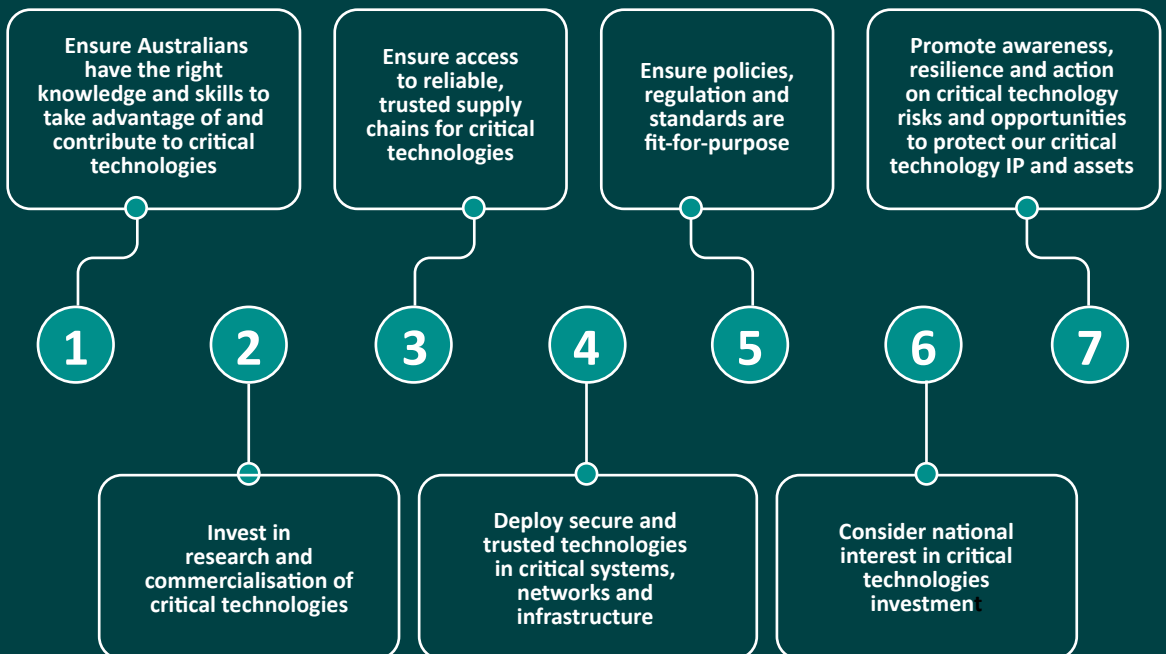 Ensure Australians
have the right
knowledge and skills to
take advantage of and
contribute to critical
technologies
Ensure access
to reliable,
trusted supply
chains for critical
technologies
Ensure policies,
regulation and
standards are
fit-for-purpose
Promote awareness,
resilience and action
on critical technology
risks and opportunities
to protect our critical
technology IP and assets
1
2
3
4
5
6
7
Invest in
research and
commercialisation of
critical technologies
Deploy secure and
trusted technologies
in critical systems,
networks and
infrastructure
Consider national
interest in critical
technologies
investment